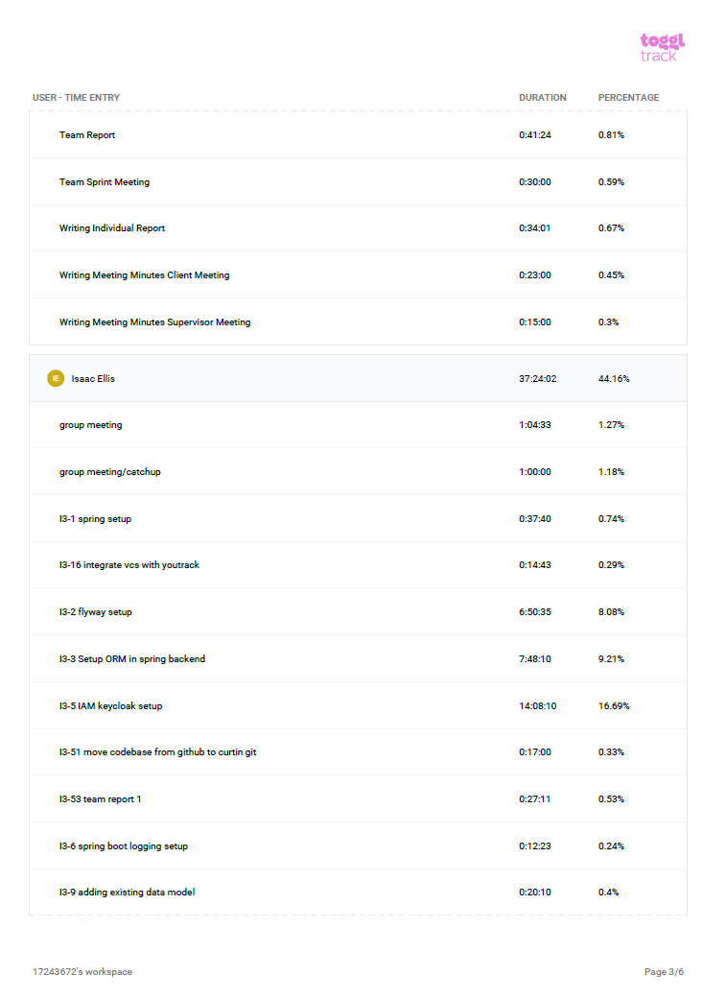 toggl
track
USER - TIME ENTRY DURATION PERCENTAGE
Team Report 0:41:24 0.81%
Team Sprint Meeting 0:30:00 0.59%
Writing Individual Report 0:34:01 0.67%
Writing Meeting Minutes Client Meeting 0:23:00 0.45%
Writing Meeting Minutes Supervisor Meeting 0:15:00 0.3%
IE Isaac Ellis 37:24:02 44.16%
group meeting 1:04:33 1.27%
group meeting/catchup 1:00:00 1.18%
I3-1 spring setup 0:37:40 0.74%
I3-16 integrate vcs with youtrack 0:14:43 0.29%
I3-2 flyway setup 6:50:35 8.08%
I3-3 Setup ORM in spring backend 7:48:10 9.21%
I3-5 IAM keycloak setup 14:08:10 16.69%
I3-51 move codebase from github to curtin git 0:17:00 0.33%
I3-53 team report 1 0:27:11 0.53%
I3-6 spring boot logging setup 0:12:23 0.24%
I3-9 adding existing data model 0:20:10 0.4%
17243672's workspace Page 3/6